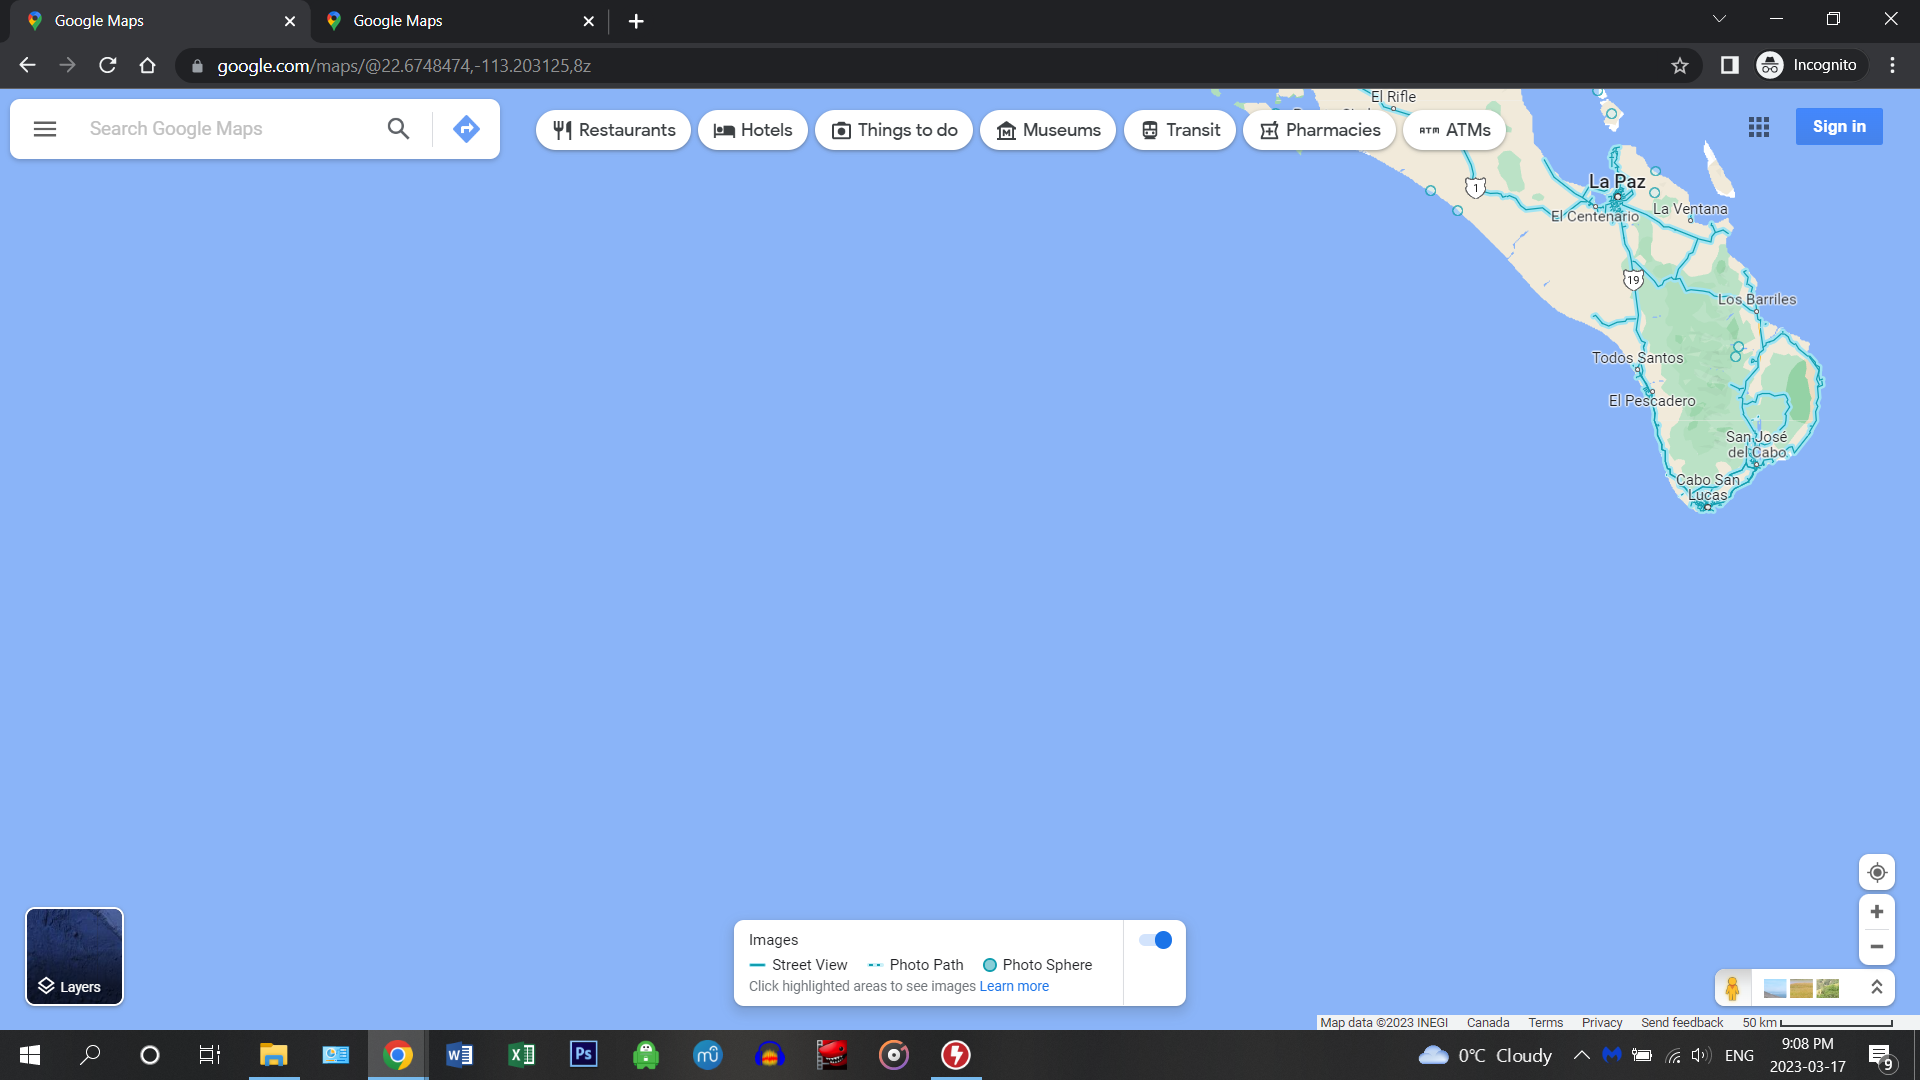 Google Maps
Google Maps
google.com/maps/@22.6748474,-113.203125,8z
Incognito
Search Google Maps
Restaurants
Hotels
Things to do
Museums
Transit
Pharmacies
ATM ATMs
Sign in
El Rifle
1
La Paz
El Centenario
La Ventana
19
Los Barriles
Todos Santos
El Pescadero
San José
del Cabo
Cabo San
Lucas
Layers
Images
Street View
Photo Path
Photo Sphere
Click highlighted areas to see images Learn more
Map data ©2023 INEGI
Canada
Terms
Privacy
Send feedback
50 km
W
X
Ps
mu
0°C Cloudy
ENG
9:08 PM
2023-03-17
9